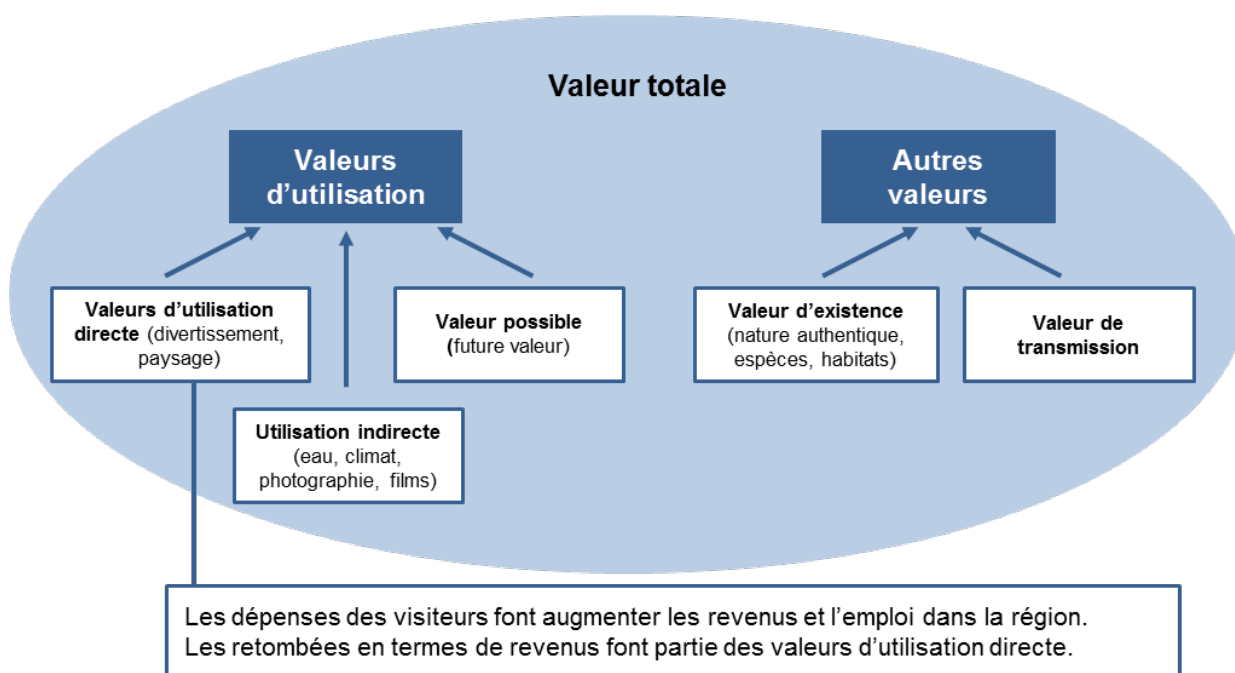 Valeur totale
Valeurs
d’utilisation
Autres
valeurs
Valeurs d’utilisation
directe (divertissement,
paysage)
Valeur possible
(future valeur)
Valeur d’existence
(nature authentique,
espèces, habitats)
Valeur de
transmission
Utilisation indirecte
(eau, climat,
photographie, films)
Les dépenses des visiteurs font augmenter les revenus et l’emploi dans la région.
Les retombées en termes de revenus font partie des valeurs d’utilisation directe.